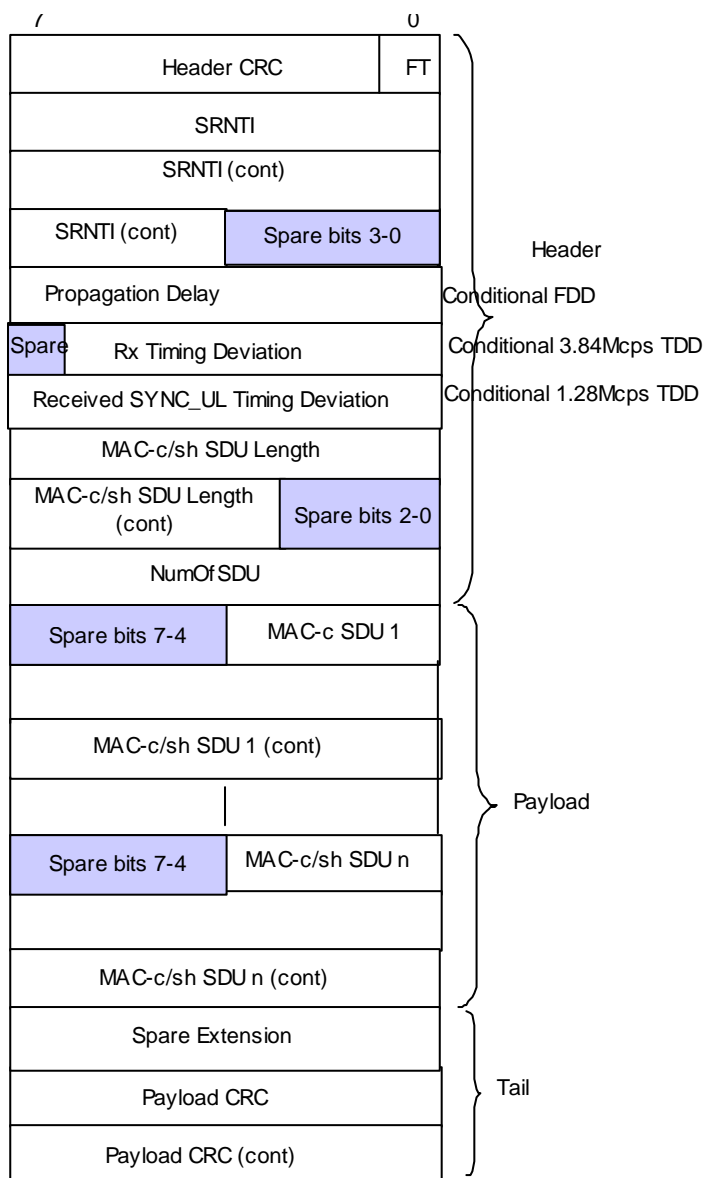 7 0
Header CRC FT
SRNTI
SRNTI (cont)
SRNTI (cont) Spare bits 3-0
Header
Propagation Delay Conditional FDD
Spare Rx Timing Deviation Conditional 3.84Mcps TDD
Received SYNC_UL Timing Deviation Conditional 1.28Mcps TDD
MAC-c/sh SDU Length
MAC-c/sh SDU Length
(cont) Spare bits 2-0
NumOfSDU
Spare bits 7-4 MAC-c SDU 1
MAC-c/sh SDU 1 (cont)
Payload
Spare bits 7-4 MAC-c/sh SDU n
MAC-c/sh SDU n (cont)
Spare Extension
Payload CRC
Tail
Payload CRC (cont)